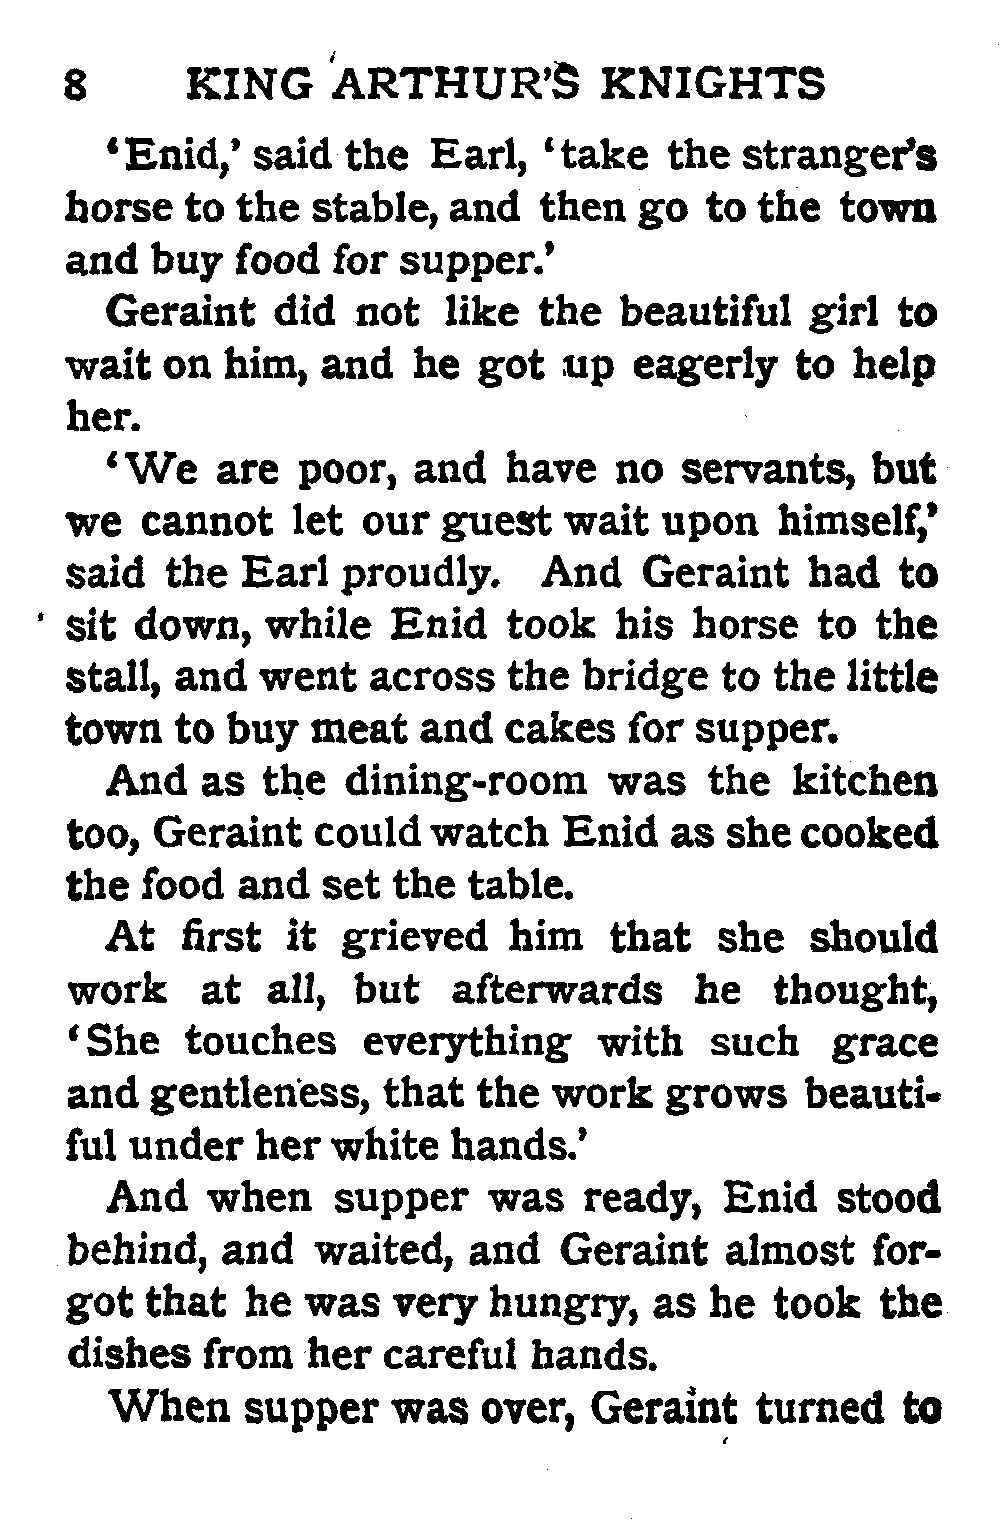 8 KING ARTHUR'S KNIGHTS
‘Enid,’ said the Earl, ‘take the stranger’s
horse to the stable, and then go to the town
and buy food for supper.’
Geraint did not like the beautiful girl to
wait on him, and he got up eagerly to help
her.
‘We are poor, and have no servants, but
we cannot let our guest wait upon himself,’
said the Earl proudly. And Geraint had to
sit down, while Enid took his horse to the
stall, and went across the bridge to the little
town to buy meat and cakes for supper.
And as the dining-room was the kitchen
too, Geraint could watch Enid as she cooked
the food and set the table.
At first it grieved him that she should
work at all, but afterwards he thought,
‘She touches everything with such grace
and gentleness, that the work grows beauti-
ful under her white hands.’
And when supper was ready, Enid stood
behind, and waited, and Geraint almost for-
got that he was very hungry, as he took the
dishes from her careful hands.
When supper was over, Geraint turned to